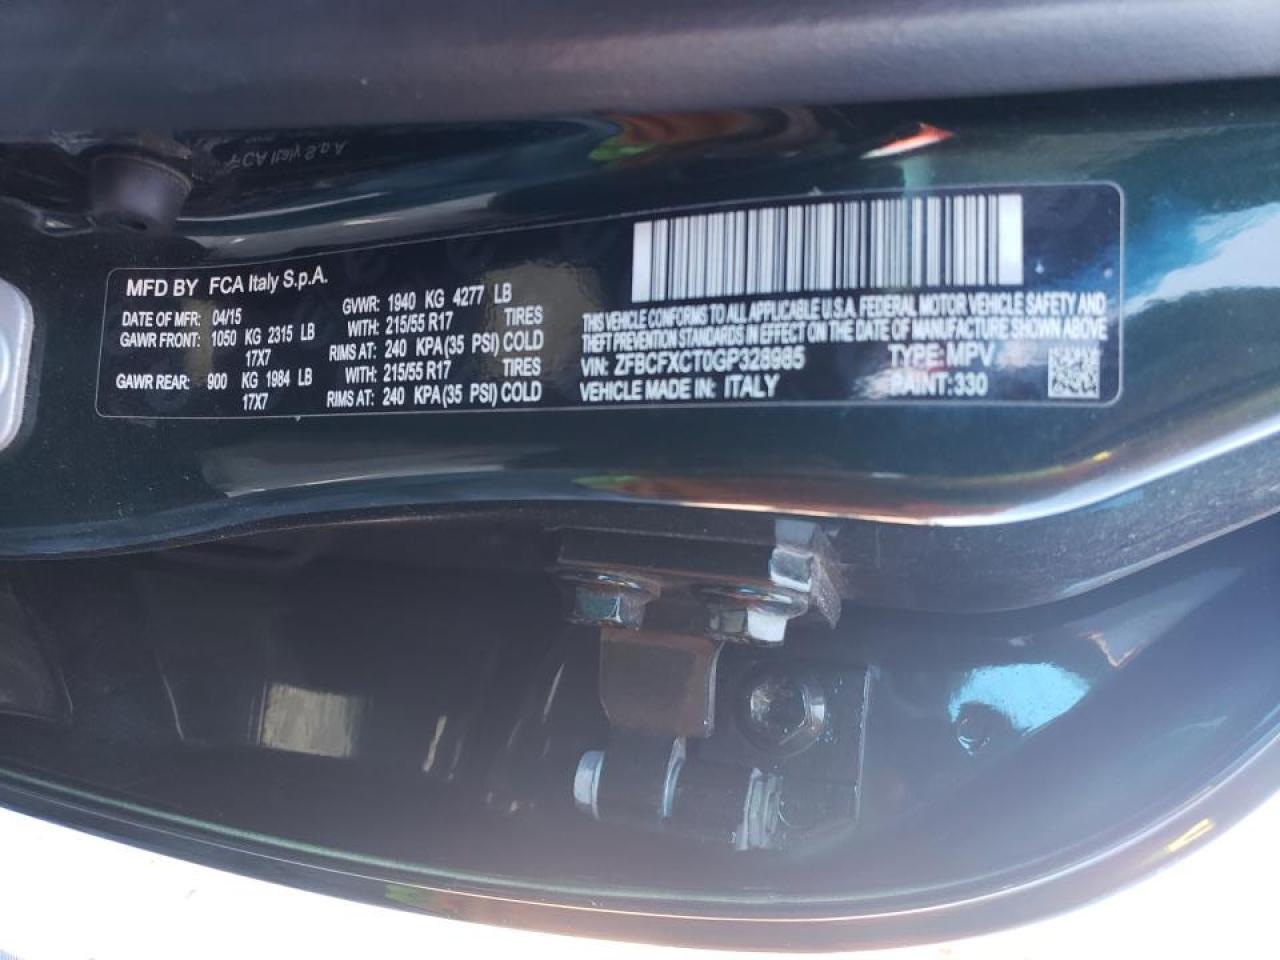 MFD BY FCA Italy S.p.A.
DATE OF MFR: 04/15 GVWR: 1940 KG 4277 LB
GAWR FRONT: 1050 KG 2315 LB WITH: 215/55 R17 TIRES
17X7 RIMS AT: 240 KPA(35 PSI) COLD
GAWR REAR: 900 KG 1984 LB WITH: 215/55 R17 TIRES
17X7 RIMS AT: 240 KPA(35 PSI) COLD
THIS VEHICLE CONFORMS TO ALL APPLICABLE U.S.A. FEDERAL MOTOR VEHICLE SAFETY AND
THEFT PREVENTION STANDARDS IN EFFECT ON THE DATE OF MANUFACTURE SHOWN ABOVE
VIN: ZFBCFXCT0GP328985 TYPE: MPV
VEHICLE MADE IN: ITALY PAINT:330